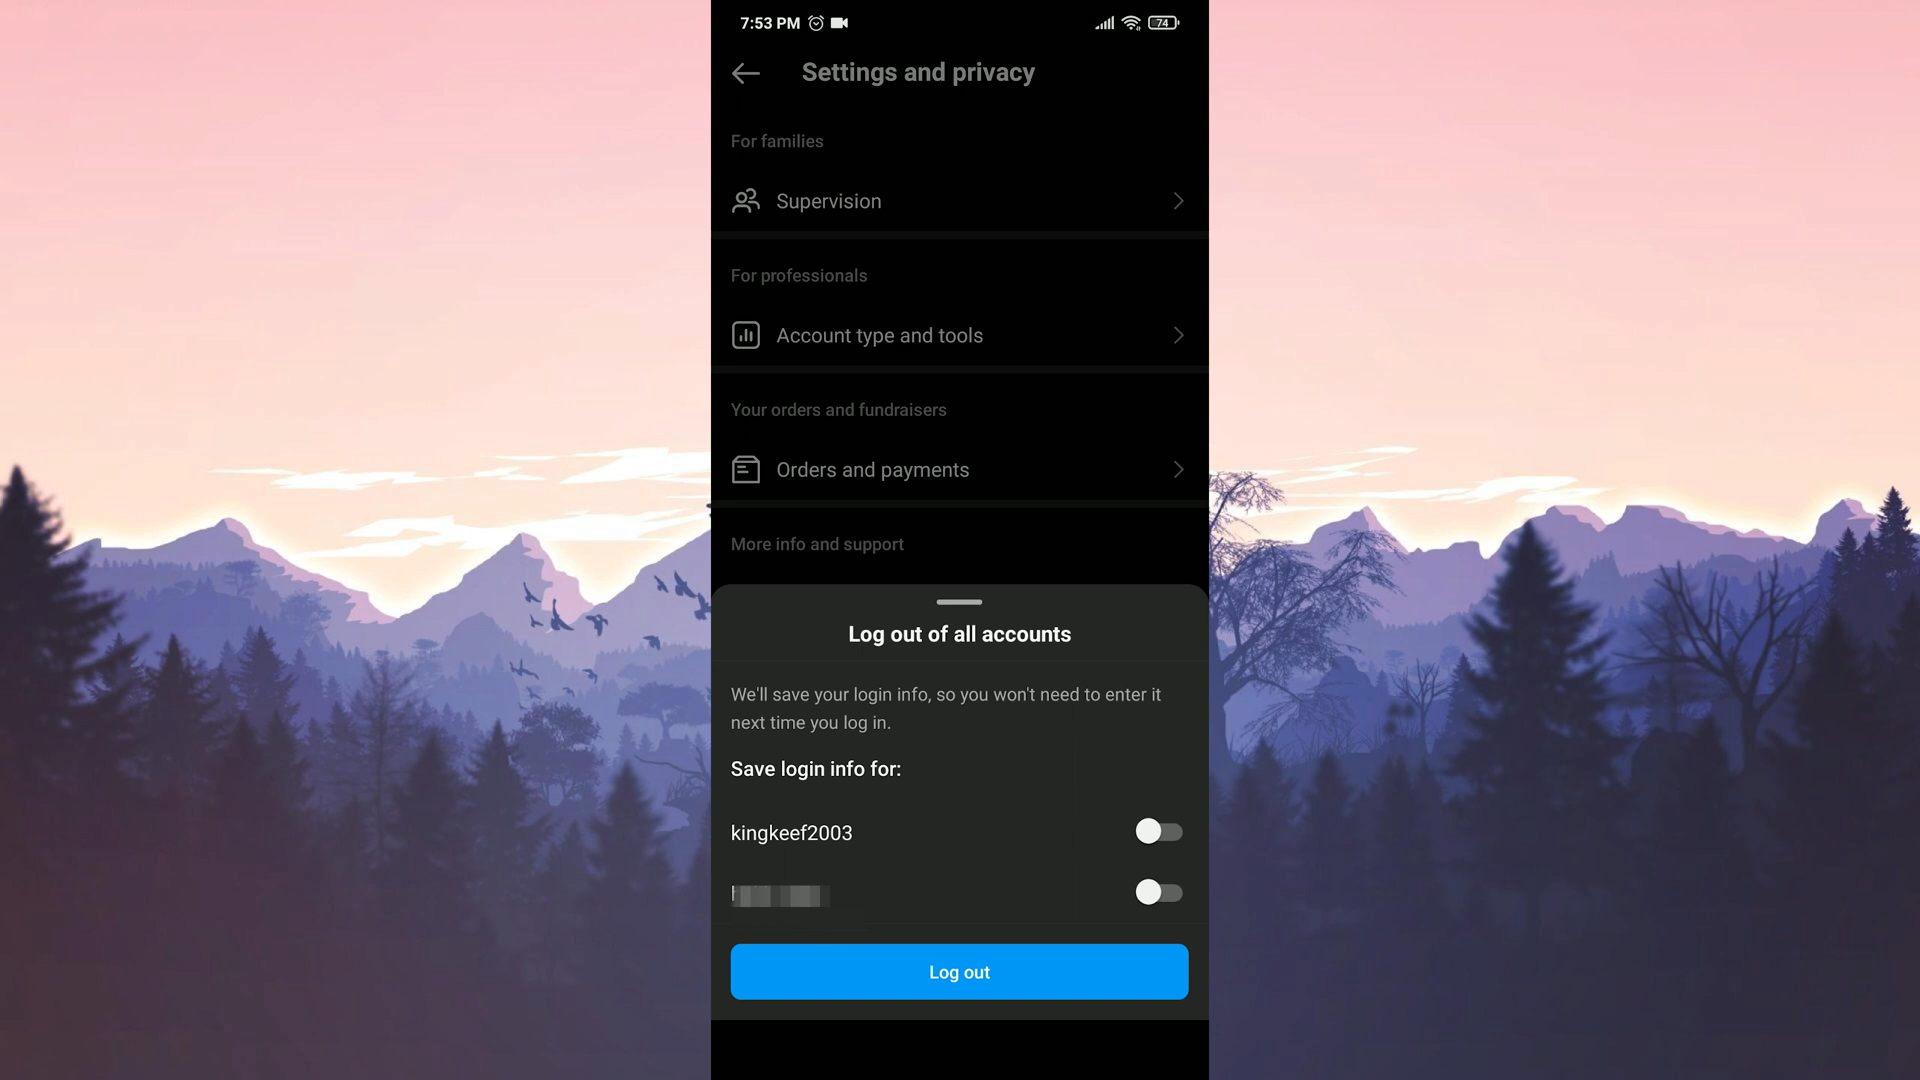 7:53 PM
74
Settings and privacy
For families
Supervision
For professionals
Account type and tools
Your orders and fundraisers
Orders and payments
More info and support
Log out of all accounts
We'll save your login info, so you won't need to enter it
next time you log in.
Save login info for:
kingkeef2003
Log out